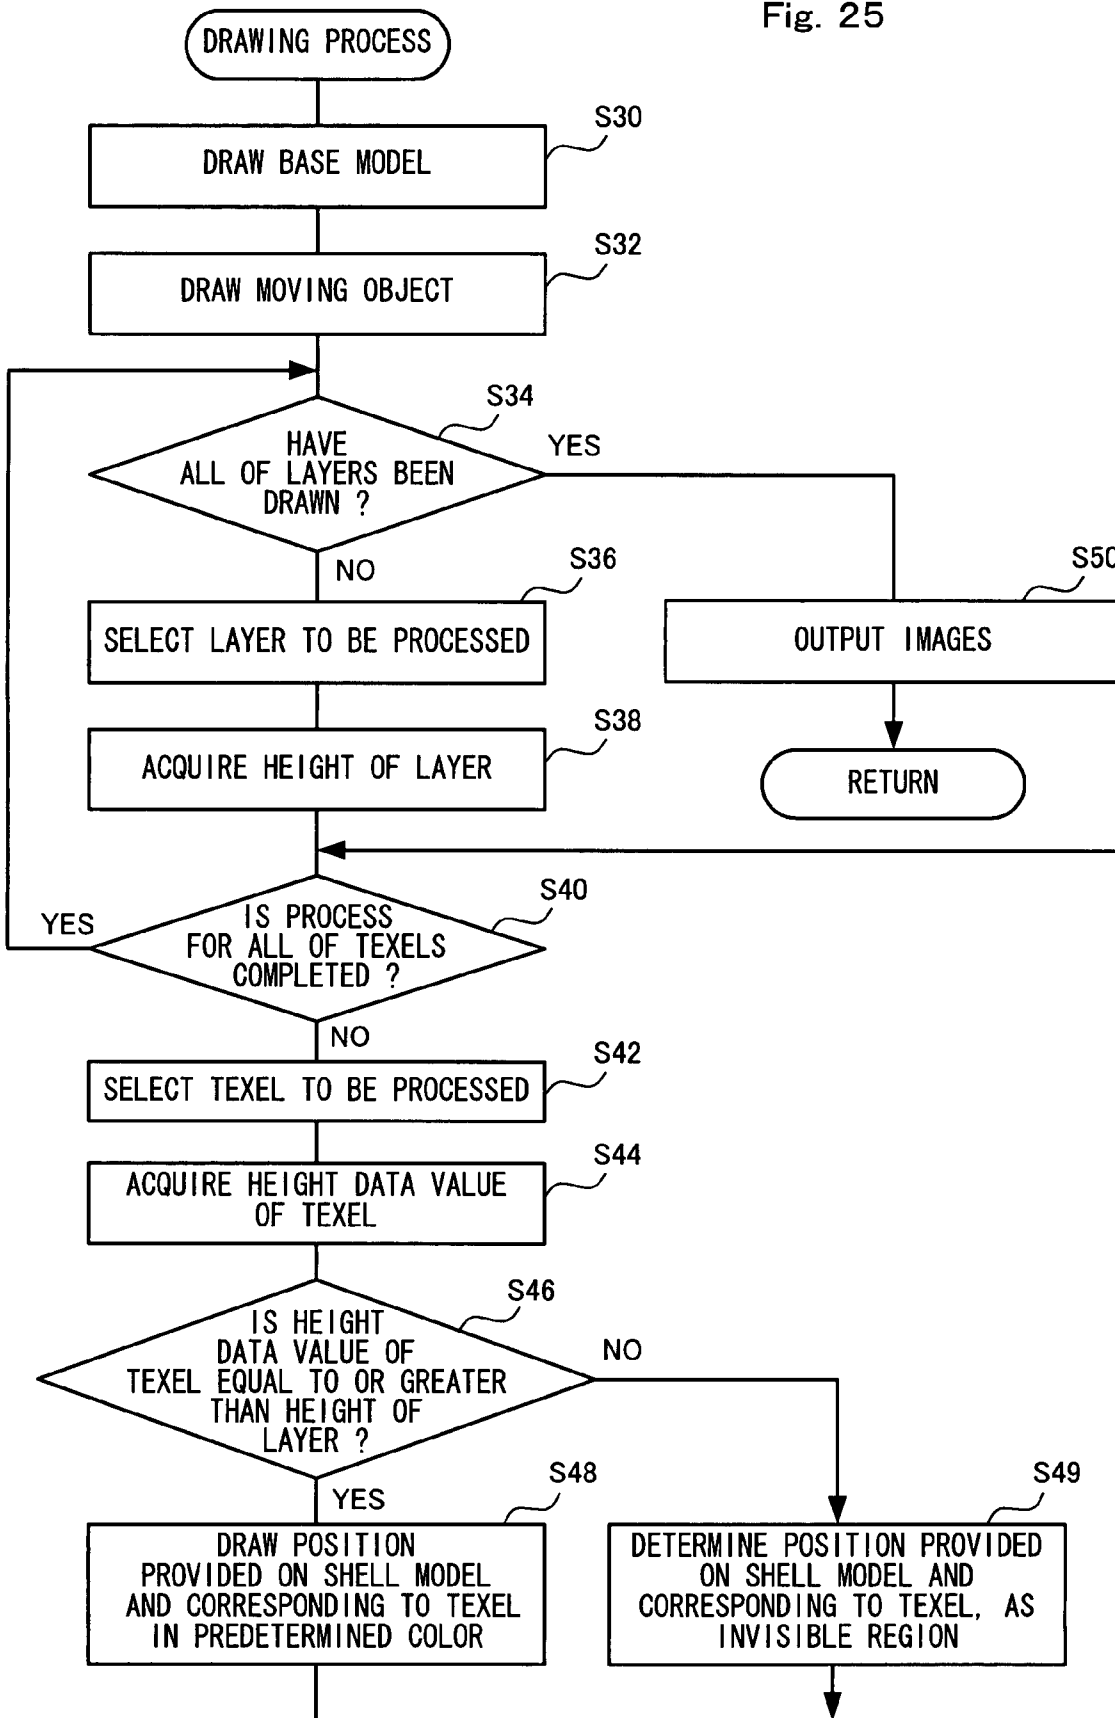 Fig. 25
DRAWING PROCESS
S30
DRAW BASE MODEL
S32
DRAW MOVING OBJECT
S34
HAVE
ALL OF LAYERS BEEN
DRAWN ?
YES
NO
S36
SELECT LAYER TO BE PROCESSED
S50
OUTPUT IMAGES
S38
ACQUIRE HEIGHT OF LAYER
RETURN
S40
IS PROCESS
FOR ALL OF TEXELS
COMPLETED ?
YES
NO
S42
SELECT TEXEL TO BE PROCESSED
S44
ACQUIRE HEIGHT DATA VALUE
OF TEXEL
S46
IS HEIGHT
DATA VALUE OF
TEXEL EQUAL TO OR GREATER
THAN HEIGHT OF
LAYER ?
NO
YES
S48
DRAW POSITION
PROVIDED ON SHELL MODEL
AND CORRESPONDING TO TEXEL
IN PREDETERMINED COLOR
S49
DETERMINE POSITION PROVIDED
ON SHELL MODEL AND
CORRESPONDING TO TEXEL, AS
INVISIBLE REGION